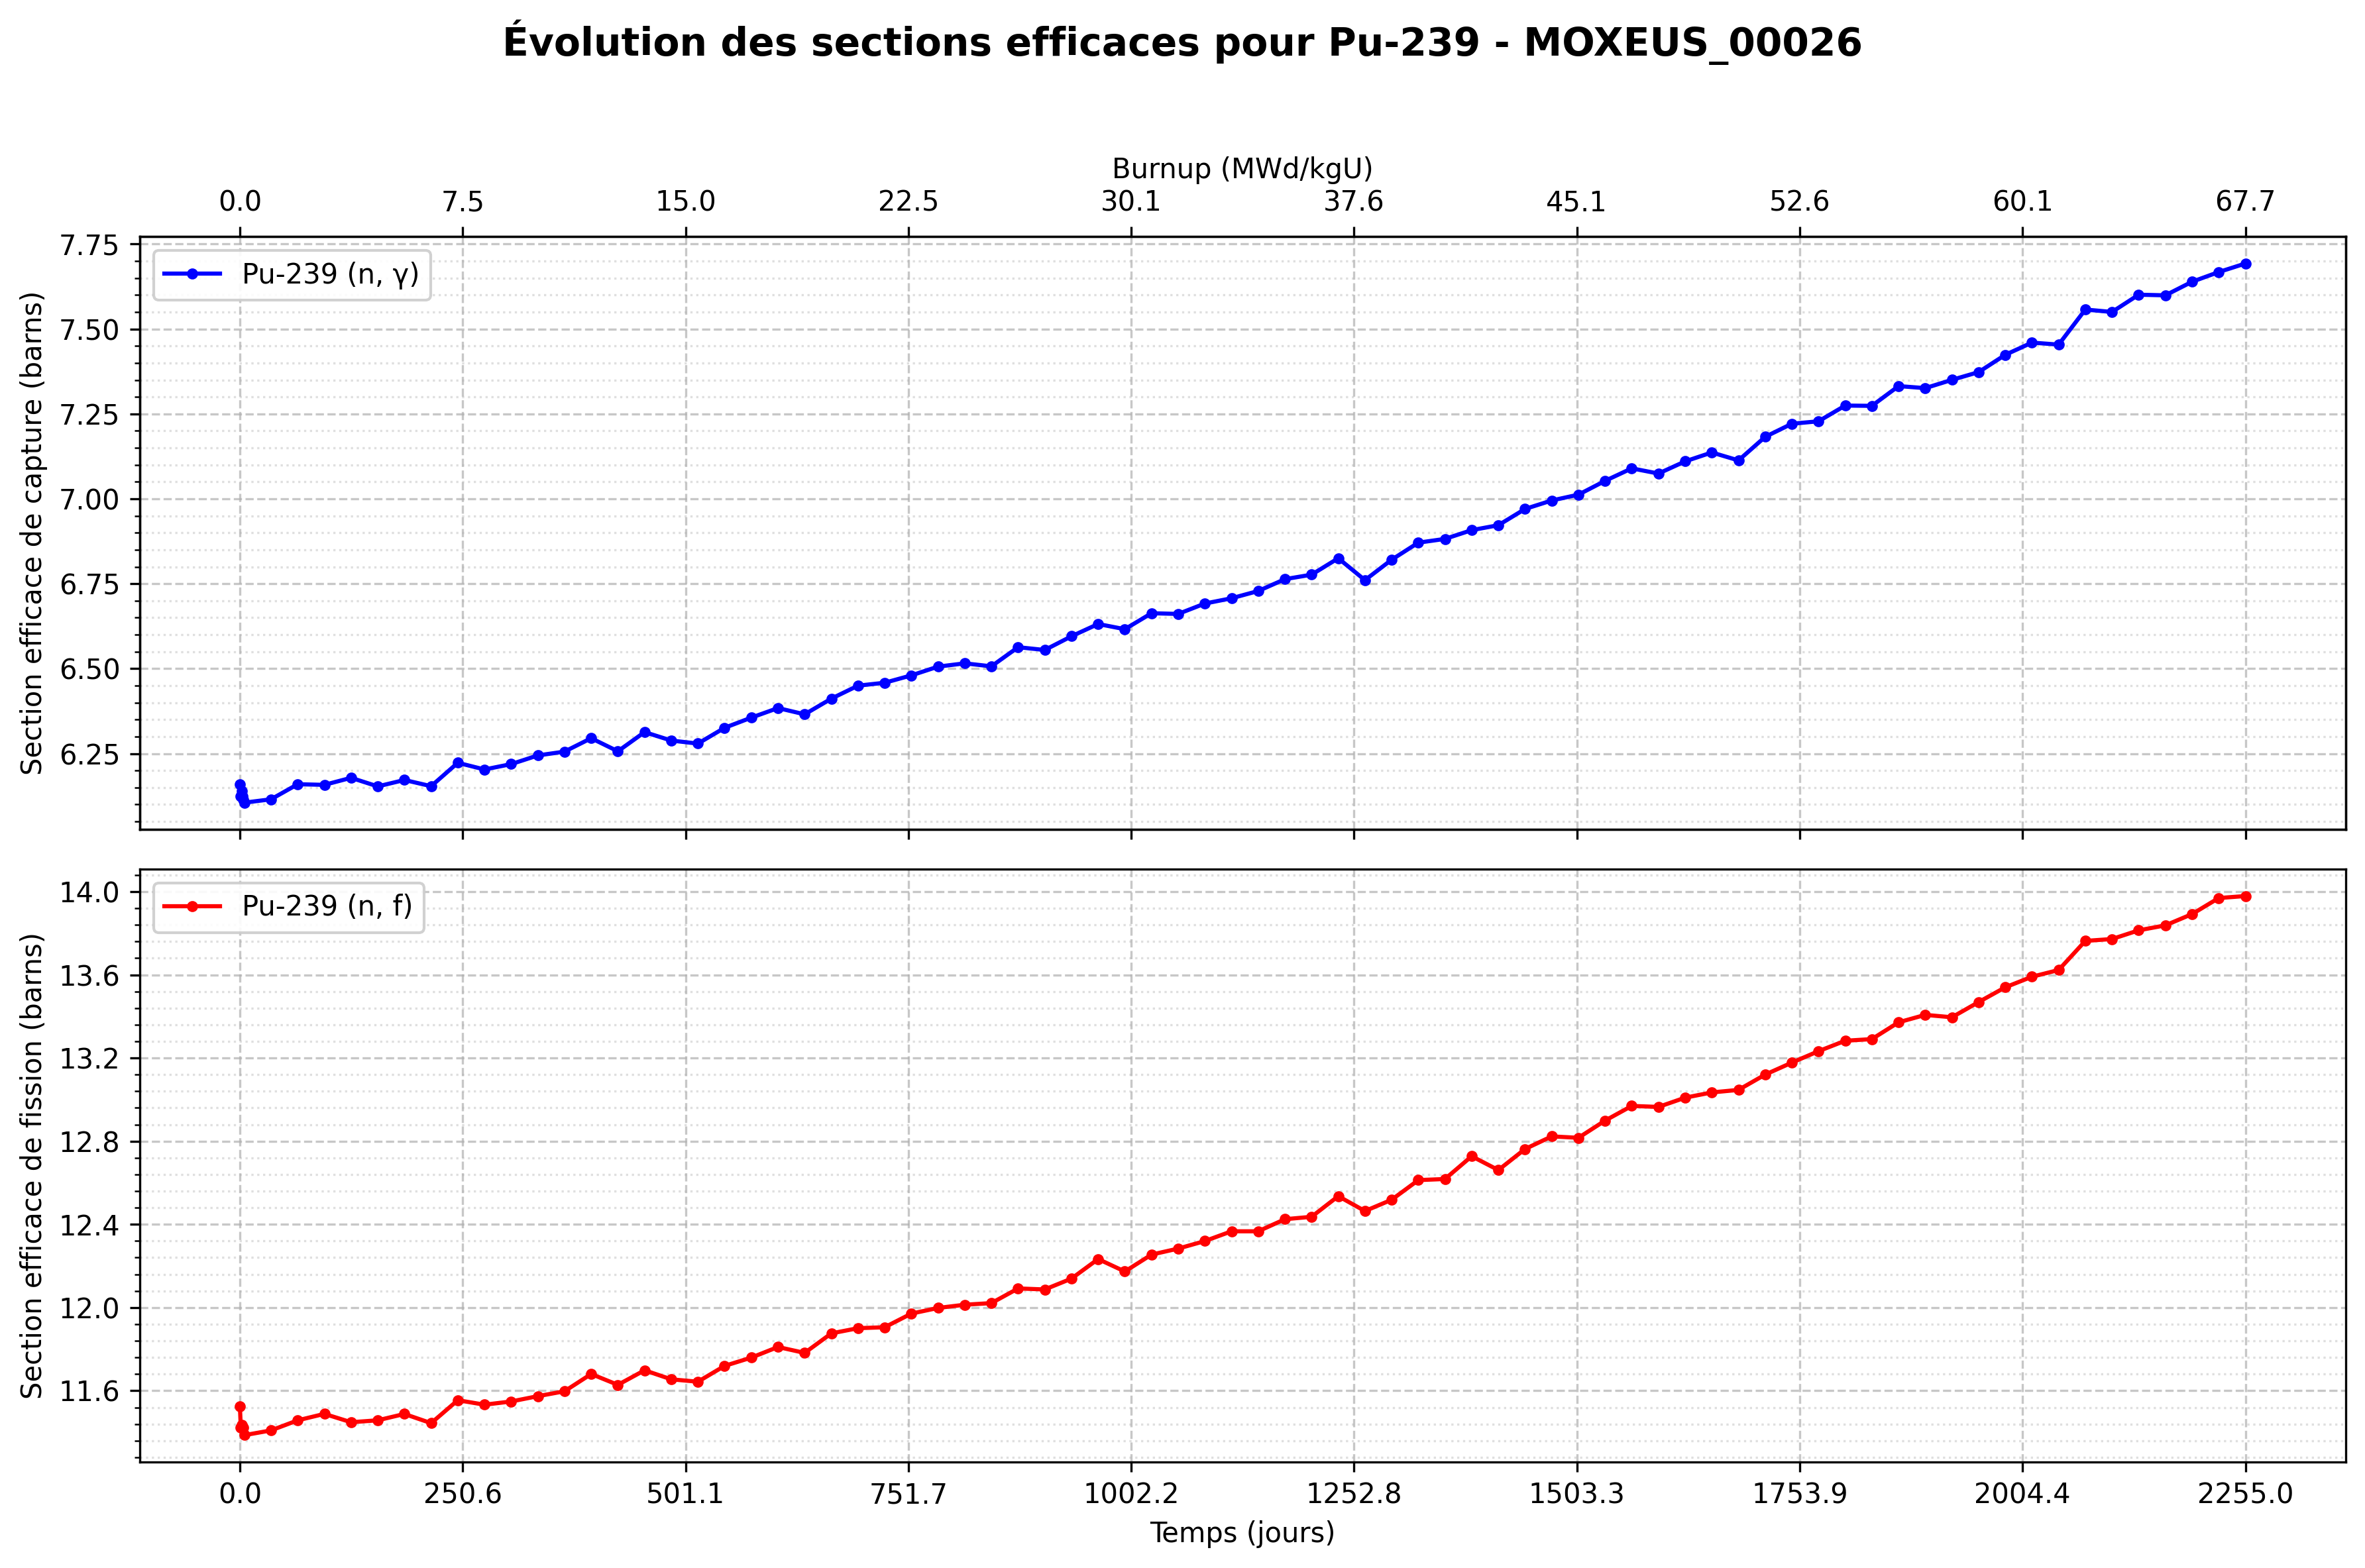 Évolution des sections efficaces pour Pu-239 - MOXEUS_00026
Burnup (MWd/kgU)
0.0 7.5 15.0 22.5 30.1 37.6 45.1 52.6 60.1 67.7
Section efficace de capture (barns)
7.75
7.50
7.25
7.00
6.75
6.50
6.25
Pu-239 (n, γ)
Section efficace de fission (barns)
14.0
13.6
13.2
12.8
12.4
12.0
11.6
Pu-239 (n, f)
0.0 250.6 501.1 751.7 1002.2 1252.8 1503.3 1753.9 2004.4 2255.0
Temps (jours)